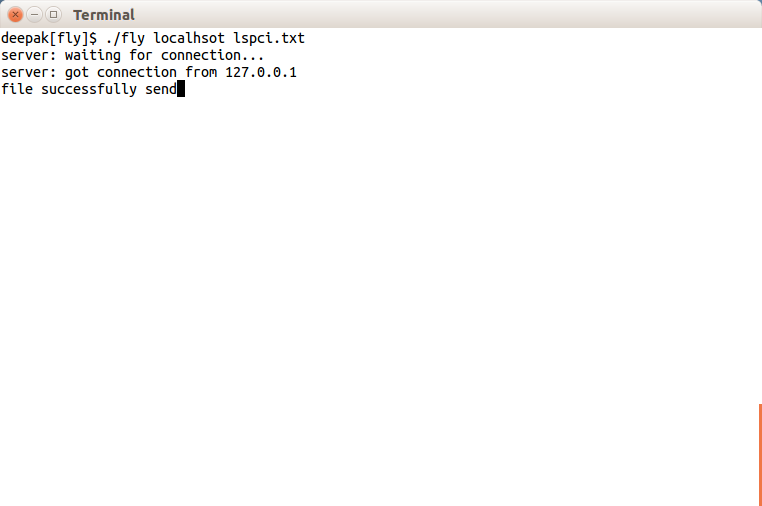 Terminal
deepak[fly]$ ./fly localhsot lspci.txt
server: waiting for connection...
server: got connection from 127.0.0.1
file successfully send